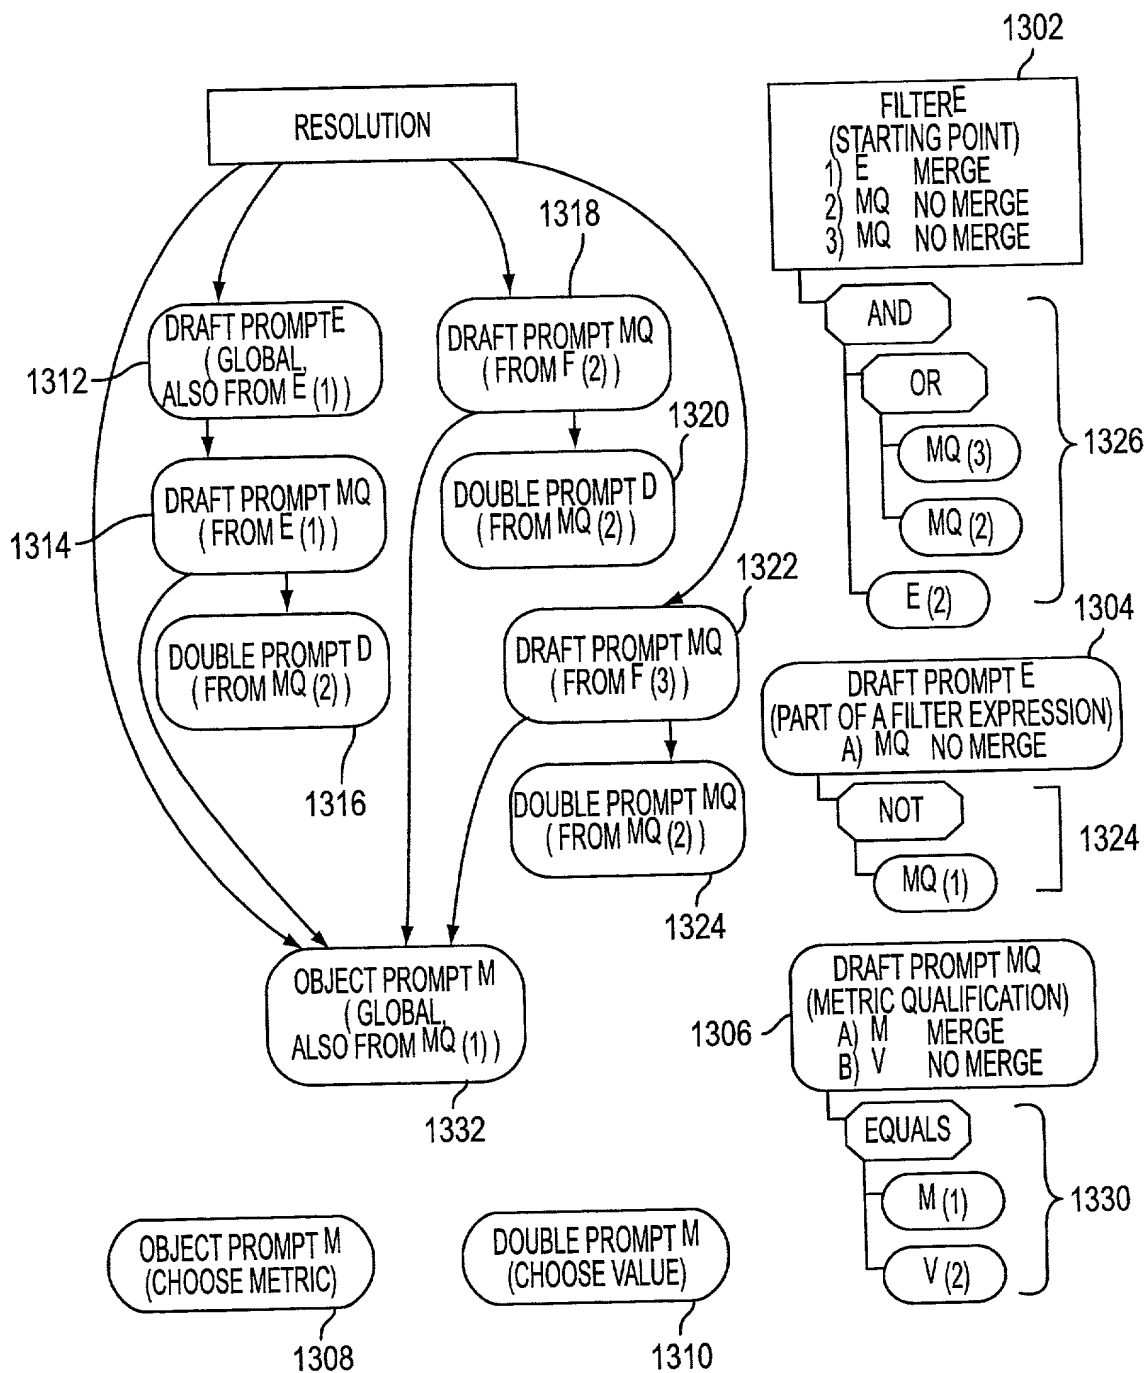 1302
RESOLUTION
FILTERE
(STARTING POINT)
1) E MERGE
2) MQ NO MERGE
3) MQ NO MERGE
1318
AND
DRAFT PROMPTE
( GLOBAL,
ALSO FROM E (1) )
1312
DRAFT PROMPT MQ
( FROM F (2) )
OR
1320
1326
MQ (3)
DRAFT PROMPT MQ
( FROM E (1) )
1314
DOUBLE PROMPT D
( FROM MQ (2) )
MQ (2)
1322
E (2)
1304
DOUBLE PROMPT D
( FROM MQ (2) )
1316
DRAFT PROMPT MQ
( FROM F (3) )
DRAFT PROMPT E
(PART OF A FILTER EXPRESSION)
A) MQ NO MERGE
DOUBLE PROMPT MQ
( FROM MQ (2) )
1324
NOT
1324
MQ (1)
OBJECT PROMPT M
( GLOBAL,
ALSO FROM MQ (1) )
1332
DRAFT PROMPT MQ
(METRIC QUALIFICATION)
A) M MERGE
B) V NO MERGE
1306
EQUALS
M (1)
1330
V (2)
OBJECT PROMPT M
(CHOOSE METRIC)
1308
DOUBLE PROMPT M
(CHOOSE VALUE)
1310